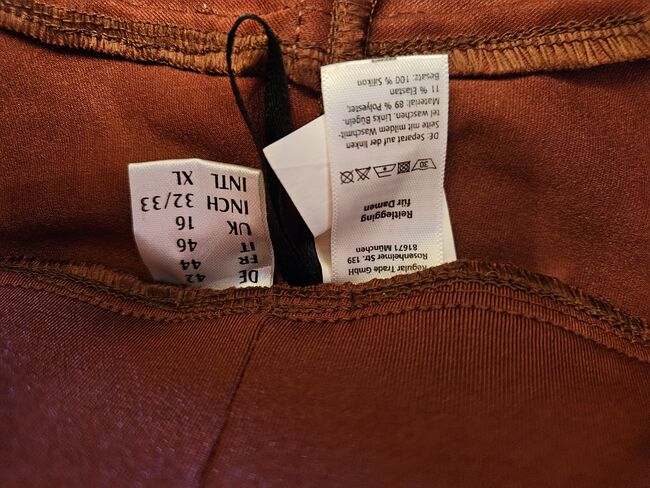 DE 42
FR 44
IT 46
UK 16
INCH 32/33
INTL XL
Regular Trade GmbH
Rosenheimer Str. 139
81671 München
Reitlegging
für Damen
30
DE Separat auf der linken
Seite mit mildem Waschmit-
tel waschen. Links Bügeln.
Material: 89 % Polyester,
11 % Elastan
Besatz: 100 % Silikon